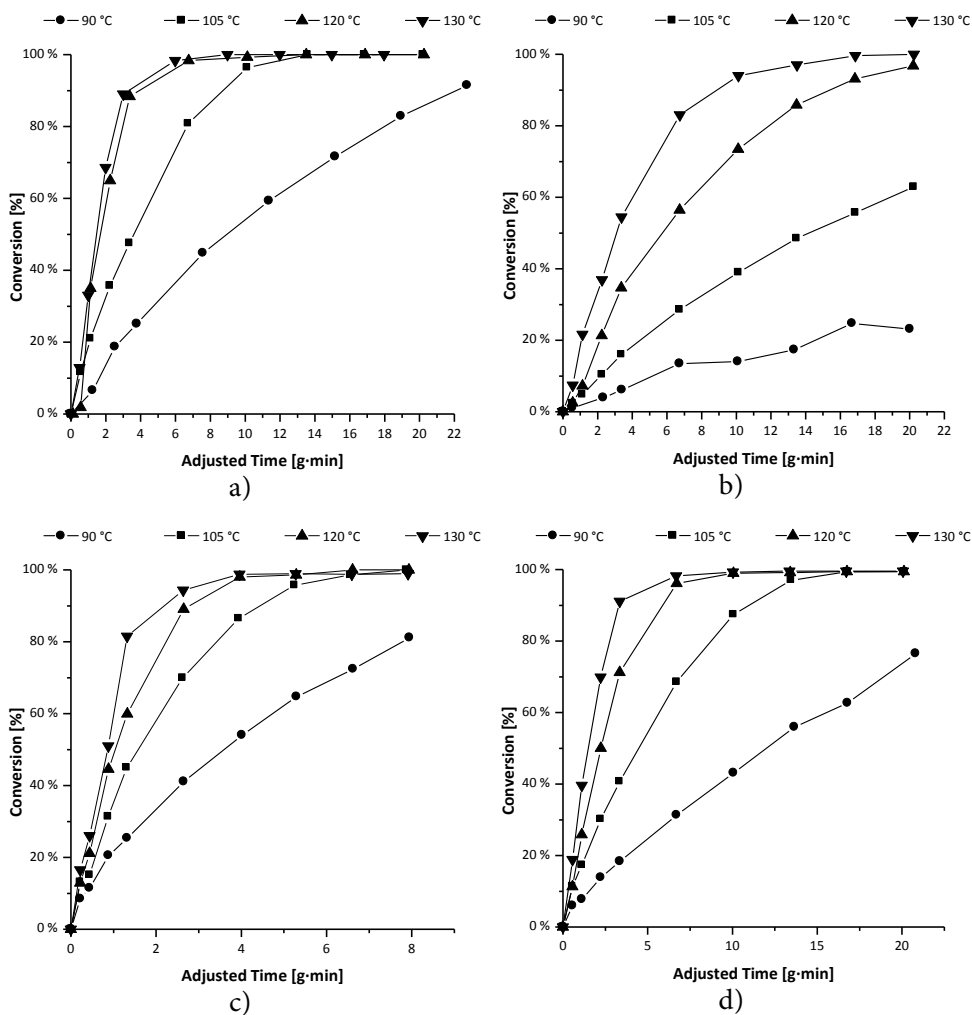 90 °C 105 °C 120 °C 130 °C
100 %
80 %
60 %
40 %
20 %
0 %
Conversion [%]
0 2 4 6 8 10 12 14 16 18 20 22
Adjusted Time [g·min]
a)
90 °C 105 °C 120 °C 130 °C
100 %
80 %
60 %
40 %
20 %
0 %
Conversion [%]
0 2 4 6 8 10 12 14 16 18 20 22
Adjusted Time [g·min]
b)
90 °C 105 °C 120 °C 130 °C
100 %
80 %
60 %
40 %
20 %
0 %
Conversion [%]
0 2 4 6 8
Adjusted Time [g·min]
c)
90 °C 105 °C 120 °C 130 °C
100 %
80 %
60 %
40 %
20 %
0 %
Conversion [%]
0 5 10 15 20
Adjusted Time [g·min]
d)